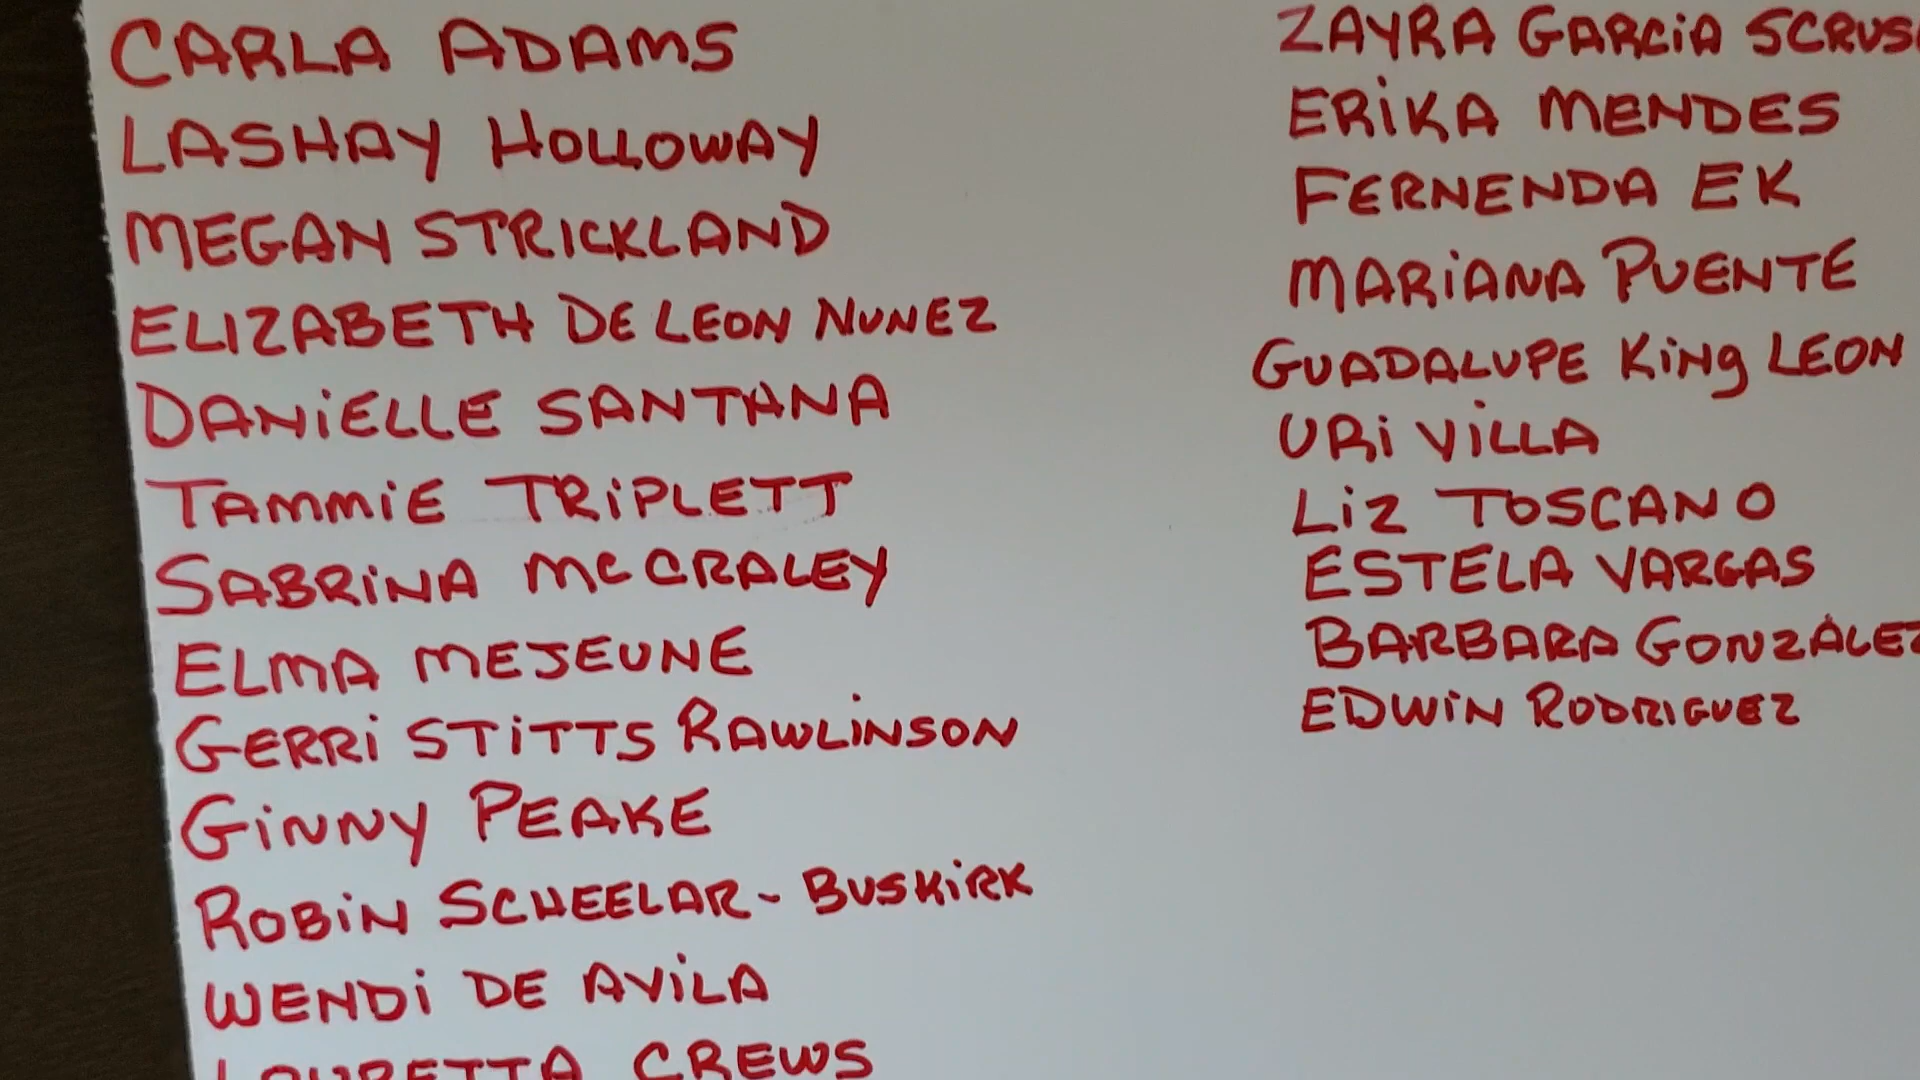 CARLA ADAMS
LASHAY HOLLOWAY
MEGAN STRICKLAND
ELIZABETH DE LEON NUNEZ
DANiELLE SANTANA
TAMMiE TRiPLETT
SABRiNA McCRALEY
ELMA MEJEUNE
GERRi STiTTS RAWLiNSON
GiNNY PEAKE
ROBiN SCHEELAR-BUSKiRK
WENDi DE AViLA
LOURETTA CREWS
ZAYRA GARCiA
ERiKA MENDES
FERNENDA EK
MARiANA PUENTE
GUADALUPE KiNg LEON
URi ViLLA
LiZ TOSCANO
ESTELA VARGAS
BARBARA GONZALEZ
EDWiN RODRIGUEZ